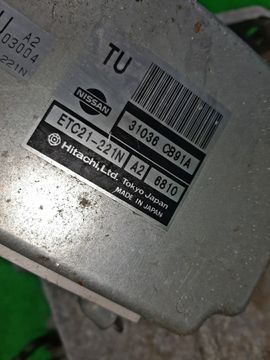 A2
03004
221N
TU
NISSAN
31036 CB91A
ETC21-221N A2 6810
Hitachi, Ltd. Tokyo Japan
MADE IN JAPAN